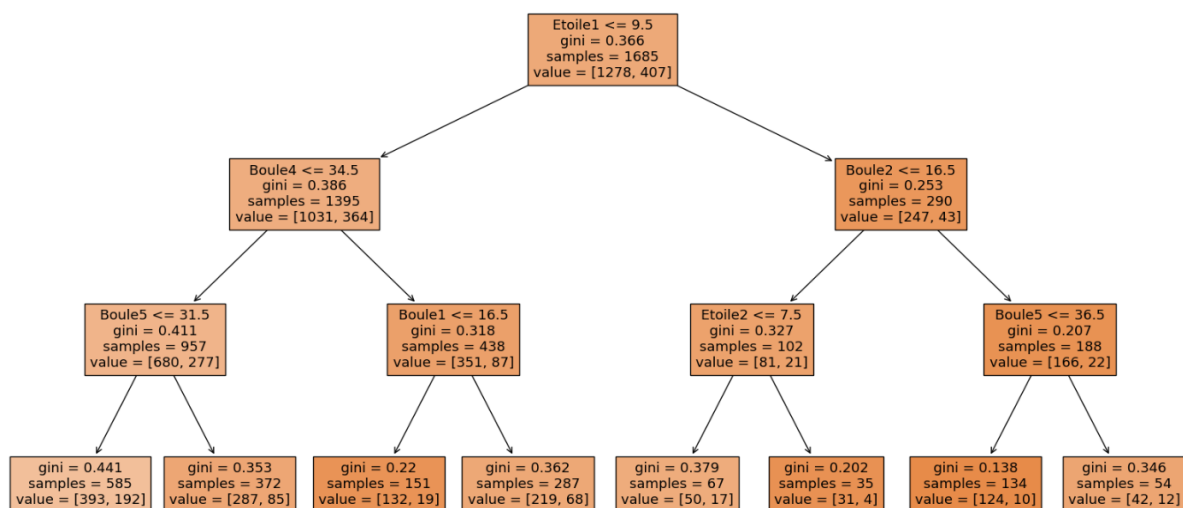 Etoile1 <= 9.5
gini = 0.366
samples = 1685
value = [1278, 407]
Boule4 <= 34.5
gini = 0.386
samples = 1395
value = [1031, 364]
Boule2 <= 16.5
gini = 0.253
samples = 290
value = [247, 43]
Boule5 <= 31.5
gini = 0.411
samples = 957
value = [680, 277]
Boule1 <= 16.5
gini = 0.318
samples = 438
value = [351, 87]
Etoile2 <= 7.5
gini = 0.327
samples = 102
value = [81, 21]
Boule5 <= 36.5
gini = 0.207
samples = 188
value = [166, 22]
gini = 0.441
samples = 585
value = [393, 192]
gini = 0.353
samples = 372
value = [287, 85]
gini = 0.22
samples = 151
value = [132, 19]
gini = 0.362
samples = 287
value = [219, 68]
gini = 0.379
samples = 67
value = [50, 17]
gini = 0.202
samples = 35
value = [31, 4]
gini = 0.138
samples = 134
value = [124, 10]
gini = 0.346
samples = 54
value = [42, 12]